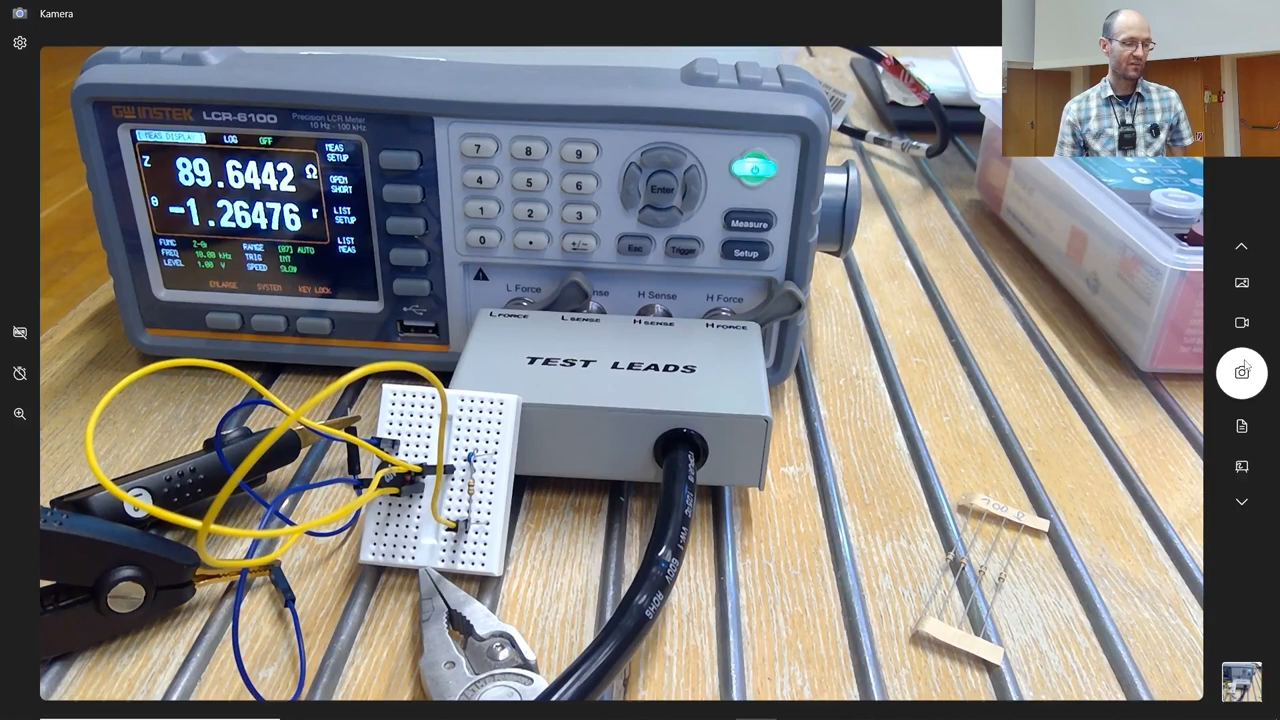 Kamera
GW INSTEK LCR-6100 Precision LCR Meter
10 Hz - 100 kHz
MEAS DISPLAY LOG OFF
MEAS SETUP
Z 89.6442 Ω
OPEN SHORT
θ -1.26476 r
LIST SETUP
LIST MEAS
FUNC RANGE AUTO
FREQ 10.00 kHz TRIG INT
LEVEL 1.00 V SPEED SLOW
ENLARGE SYSTEM KEY LOCK
7 8 9
4 5 6
1 2 3
0 • +/-
Enter
Measure
Esc Trigger Setup
L Force H Sense H Force
L FORCE L SENSE H SENSE H FORCE
TEST LEADS
600V ROHS
100 Ω